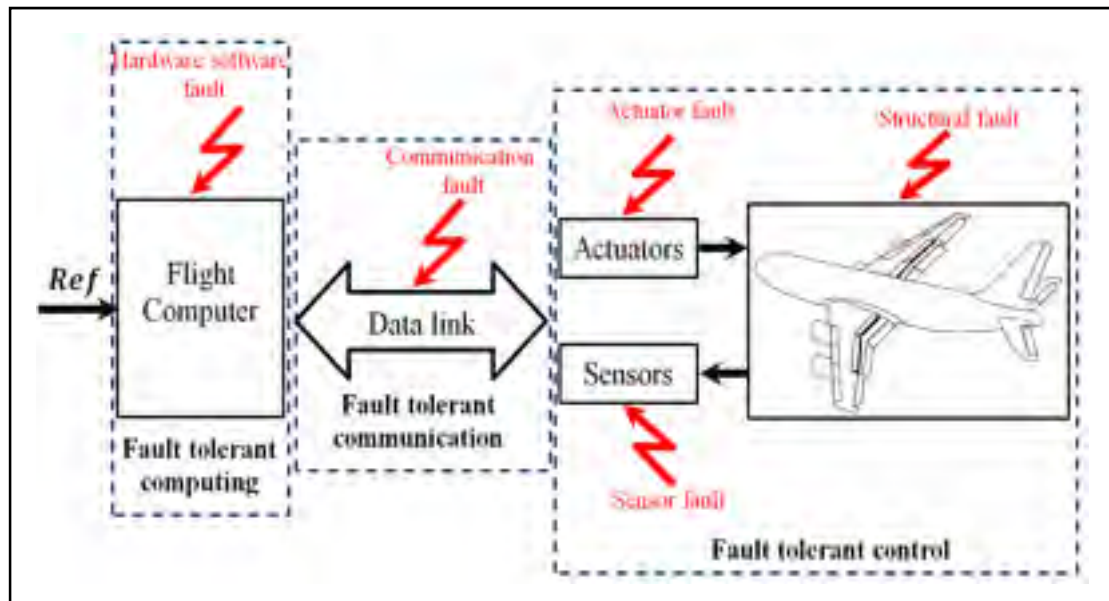 Hardware software
fault
Ref
Flight
Computer
Fault tolerant
computing
Communication
fault
Data link
Fault tolerant
communication
Actuator fault
Structural fault
Actuators
Sensors
Sensor fault
Fault tolerant control